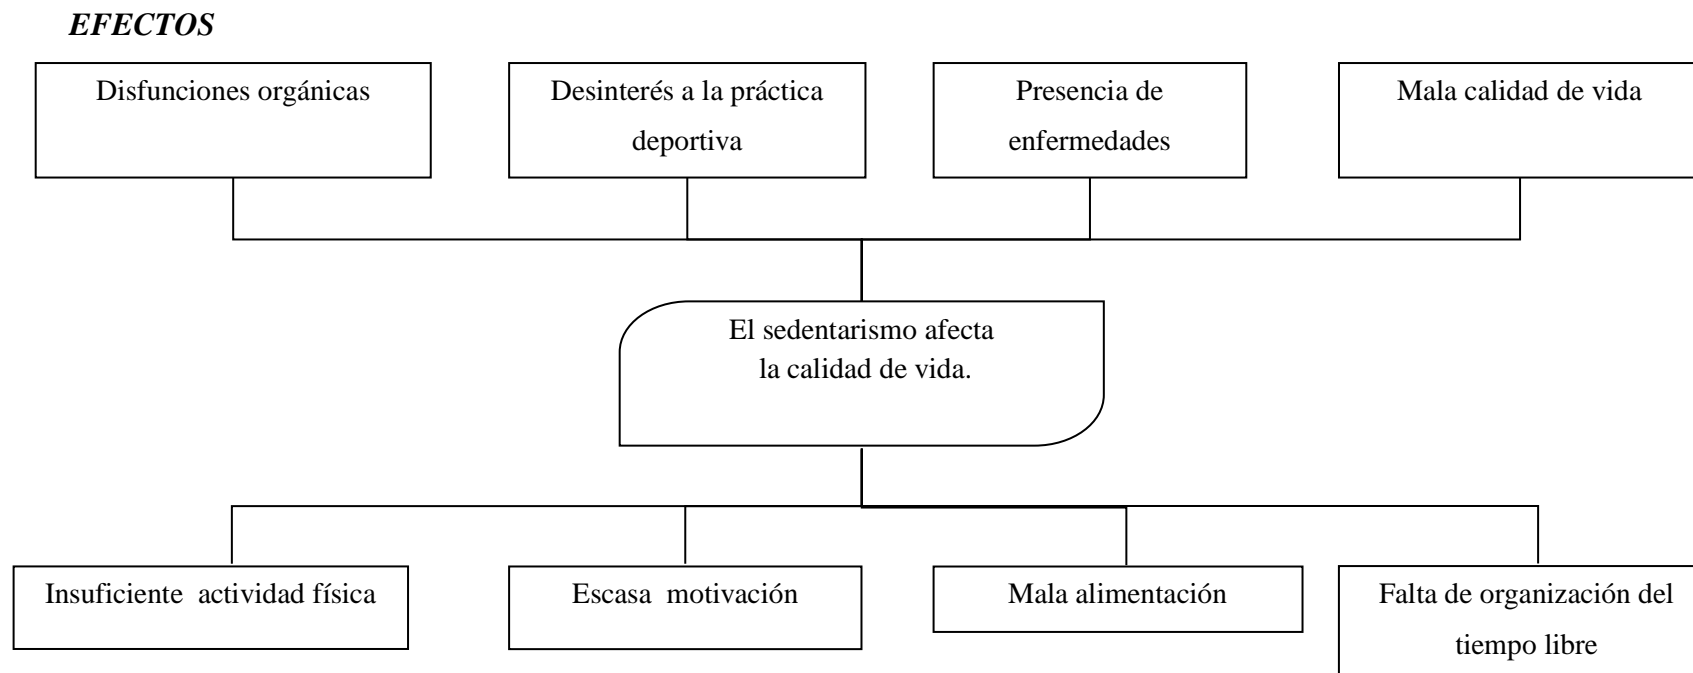 EFECTOS
Disfunciones orgánicas
Desinterés a la práctica
deportiva
Presencia de
enfermedades
Mala calidad de vida
El sedentarismo afecta
la calidad de vida.
Insuficiente  actividad física
Escasa  motivación
Mala alimentación
Falta de organización del
tiempo libre